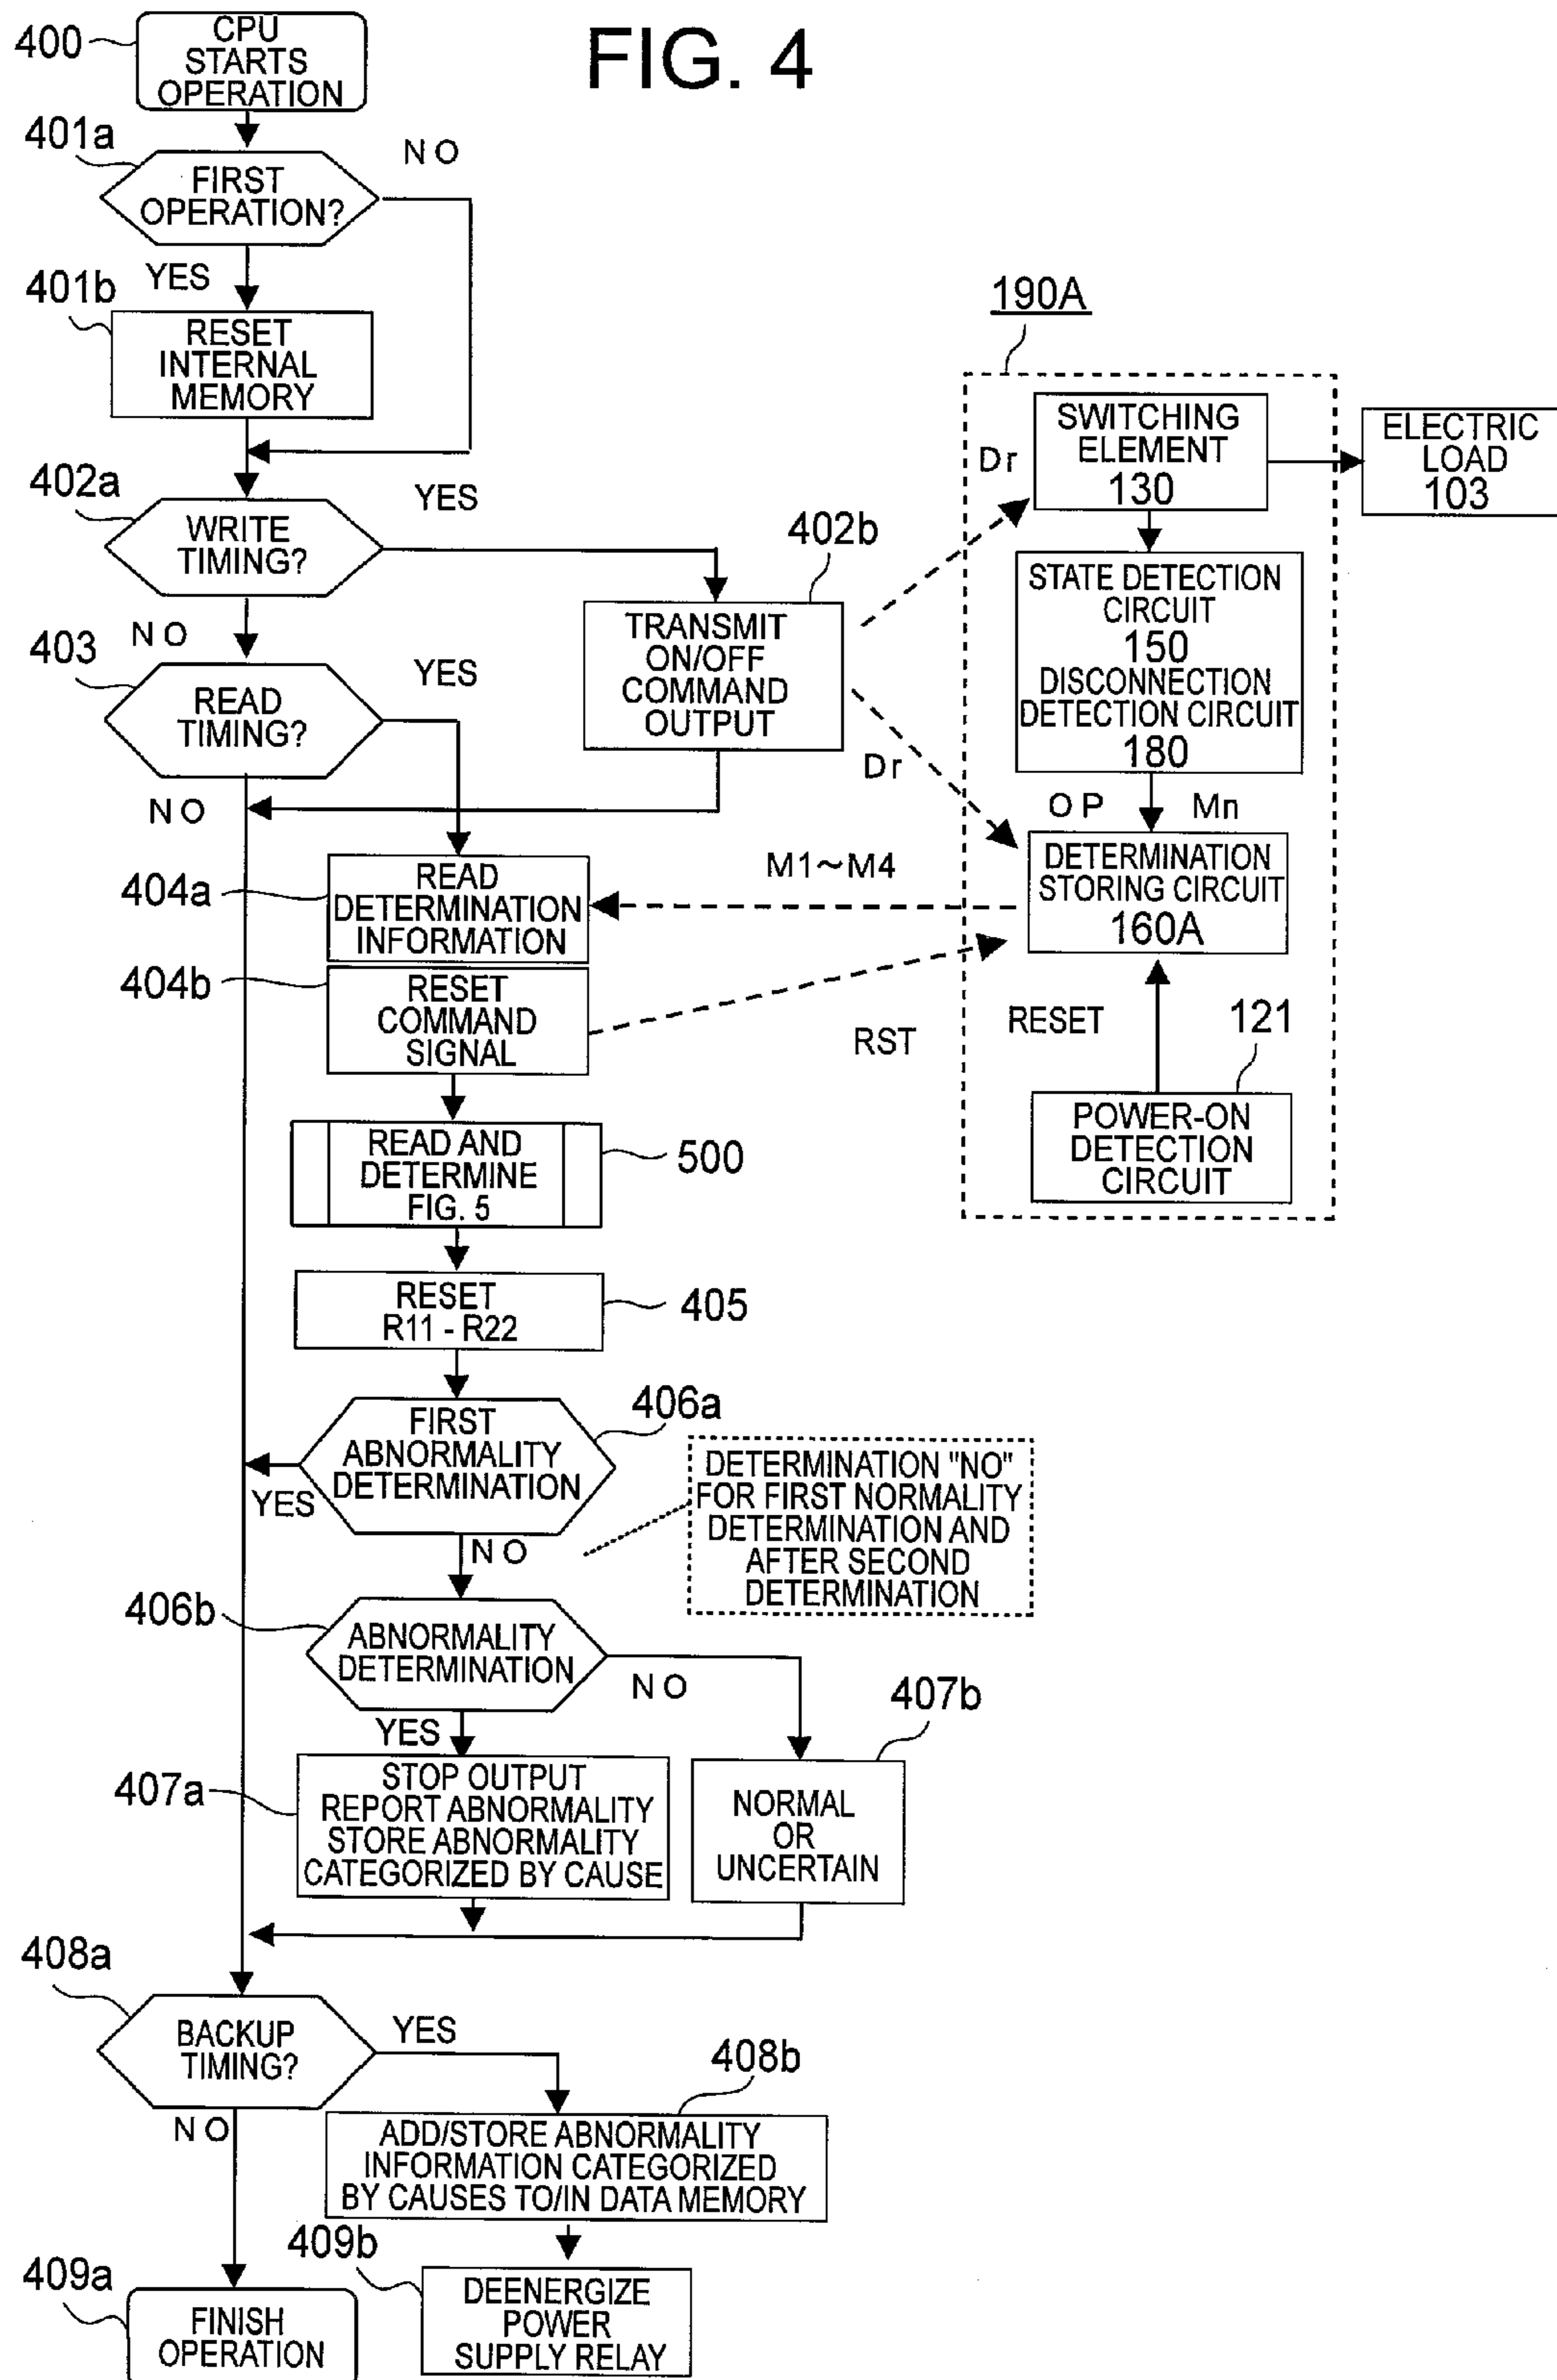 FIG. 4
400
CPU
STARTS
OPERATION
401a
NO
FIRST
OPERATION?
YES
401b
RESET
INTERNAL
MEMORY
402a
YES
WRITE
TIMING?
402b
NO
TRANSMIT
ON/OFF
COMMAND
OUTPUT
403
YES
READ
TIMING?
NO
190A
SWITCHING
ELEMENT
130
ELECTRIC
LOAD
103
Dr
STATE DETECTION
CIRCUIT
150
DISCONNECTION
DETECTION CIRCUIT
180
Dr
OP
Mn
DETERMINATION
STORING CIRCUIT
160A
M1~M4
404a
READ
DETERMINATION
INFORMATION
404b
RESET
COMMAND
SIGNAL
RST
RESET
121
POWER-ON
DETECTION
CIRCUIT
READ AND
DETERMINE
FIG. 5
500
RESET
R11 - R22
405
406a
FIRST
ABNORMALITY
DETERMINATION
YES
NO
DETERMINATION "NO"
FOR FIRST NORMALITY
DETERMINATION AND
AFTER SECOND
DETERMINATION
406b
ABNORMALITY
DETERMINATION
NO
YES
407b
407a
STOP OUTPUT
REPORT ABNORMALITY
STORE ABNORMALITY
CATEGORIZED BY CAUSE
NORMAL
OR
UNCERTAIN
408a
BACKUP
TIMING?
YES
408b
NO
ADD/STORE ABNORMALITY
INFORMATION CATEGORIZED
BY CAUSES TO/IN DATA MEMORY
409b
409a
DEENERGIZE
POWER
SUPPLY RELAY
FINISH
OPERATION